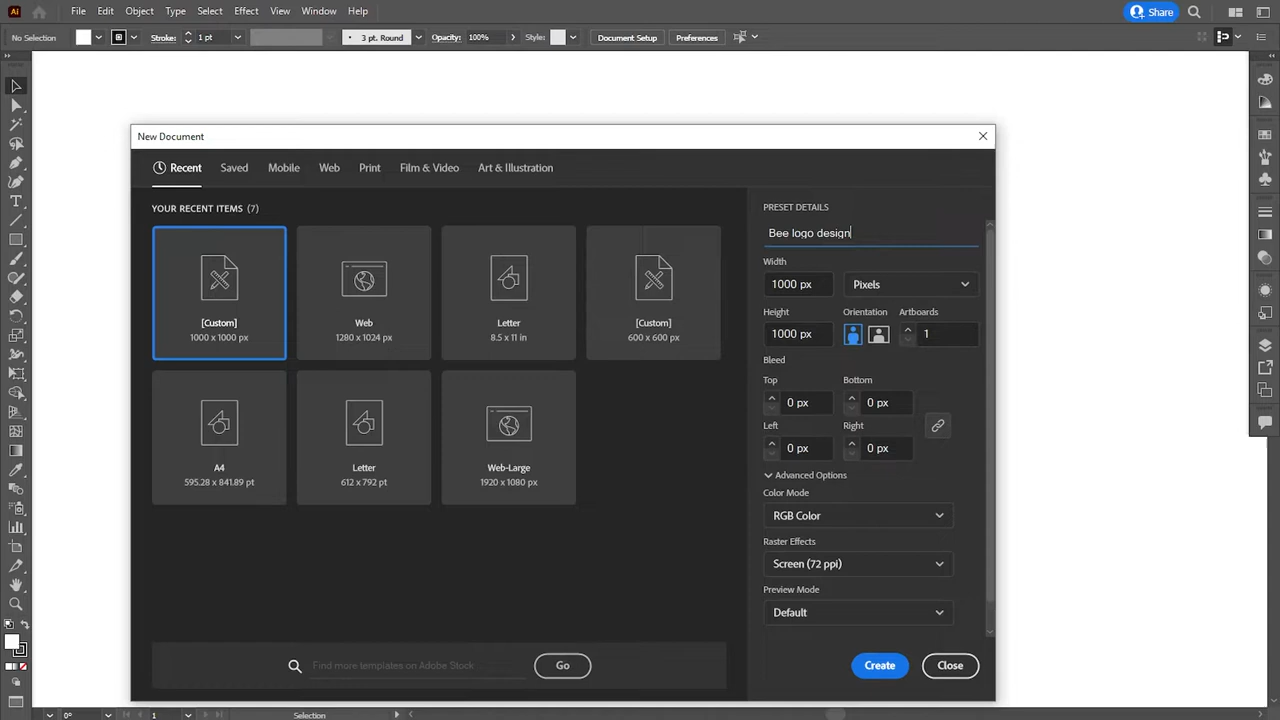 Ai File Edit Object Type Select Effect View Window Help Share
No Selection Stroke: 1 pt 3 pt. Round Opacity: 100% Style: Document Setup Preferences
New Document
Recent Saved Mobile Web Print Film & Video Art & Illustration
YOUR RECENT ITEMS (7)
[Custom]
1000 x 1000 px
Web
1280 x 1024 px
Letter
8.5 x 11 in
[Custom]
600 x 600 px
A4
595.28 x 841.89 pt
Letter
612 x 792 pt
Web-Large
1920 x 1080 px
Find more templates on Adobe Stock
Go
PRESET DETAILS
Bee logo design
Width
1000 px Pixels
Height Orientation Artboards
1000 px 1
Bleed
Top Bottom
0 px 0 px
Left Right
0 px 0 px
Advanced Options
Color Mode
RGB Color
Raster Effects
Screen (72 ppi)
Preview Mode
Default
Create Close
0° 1 Selection